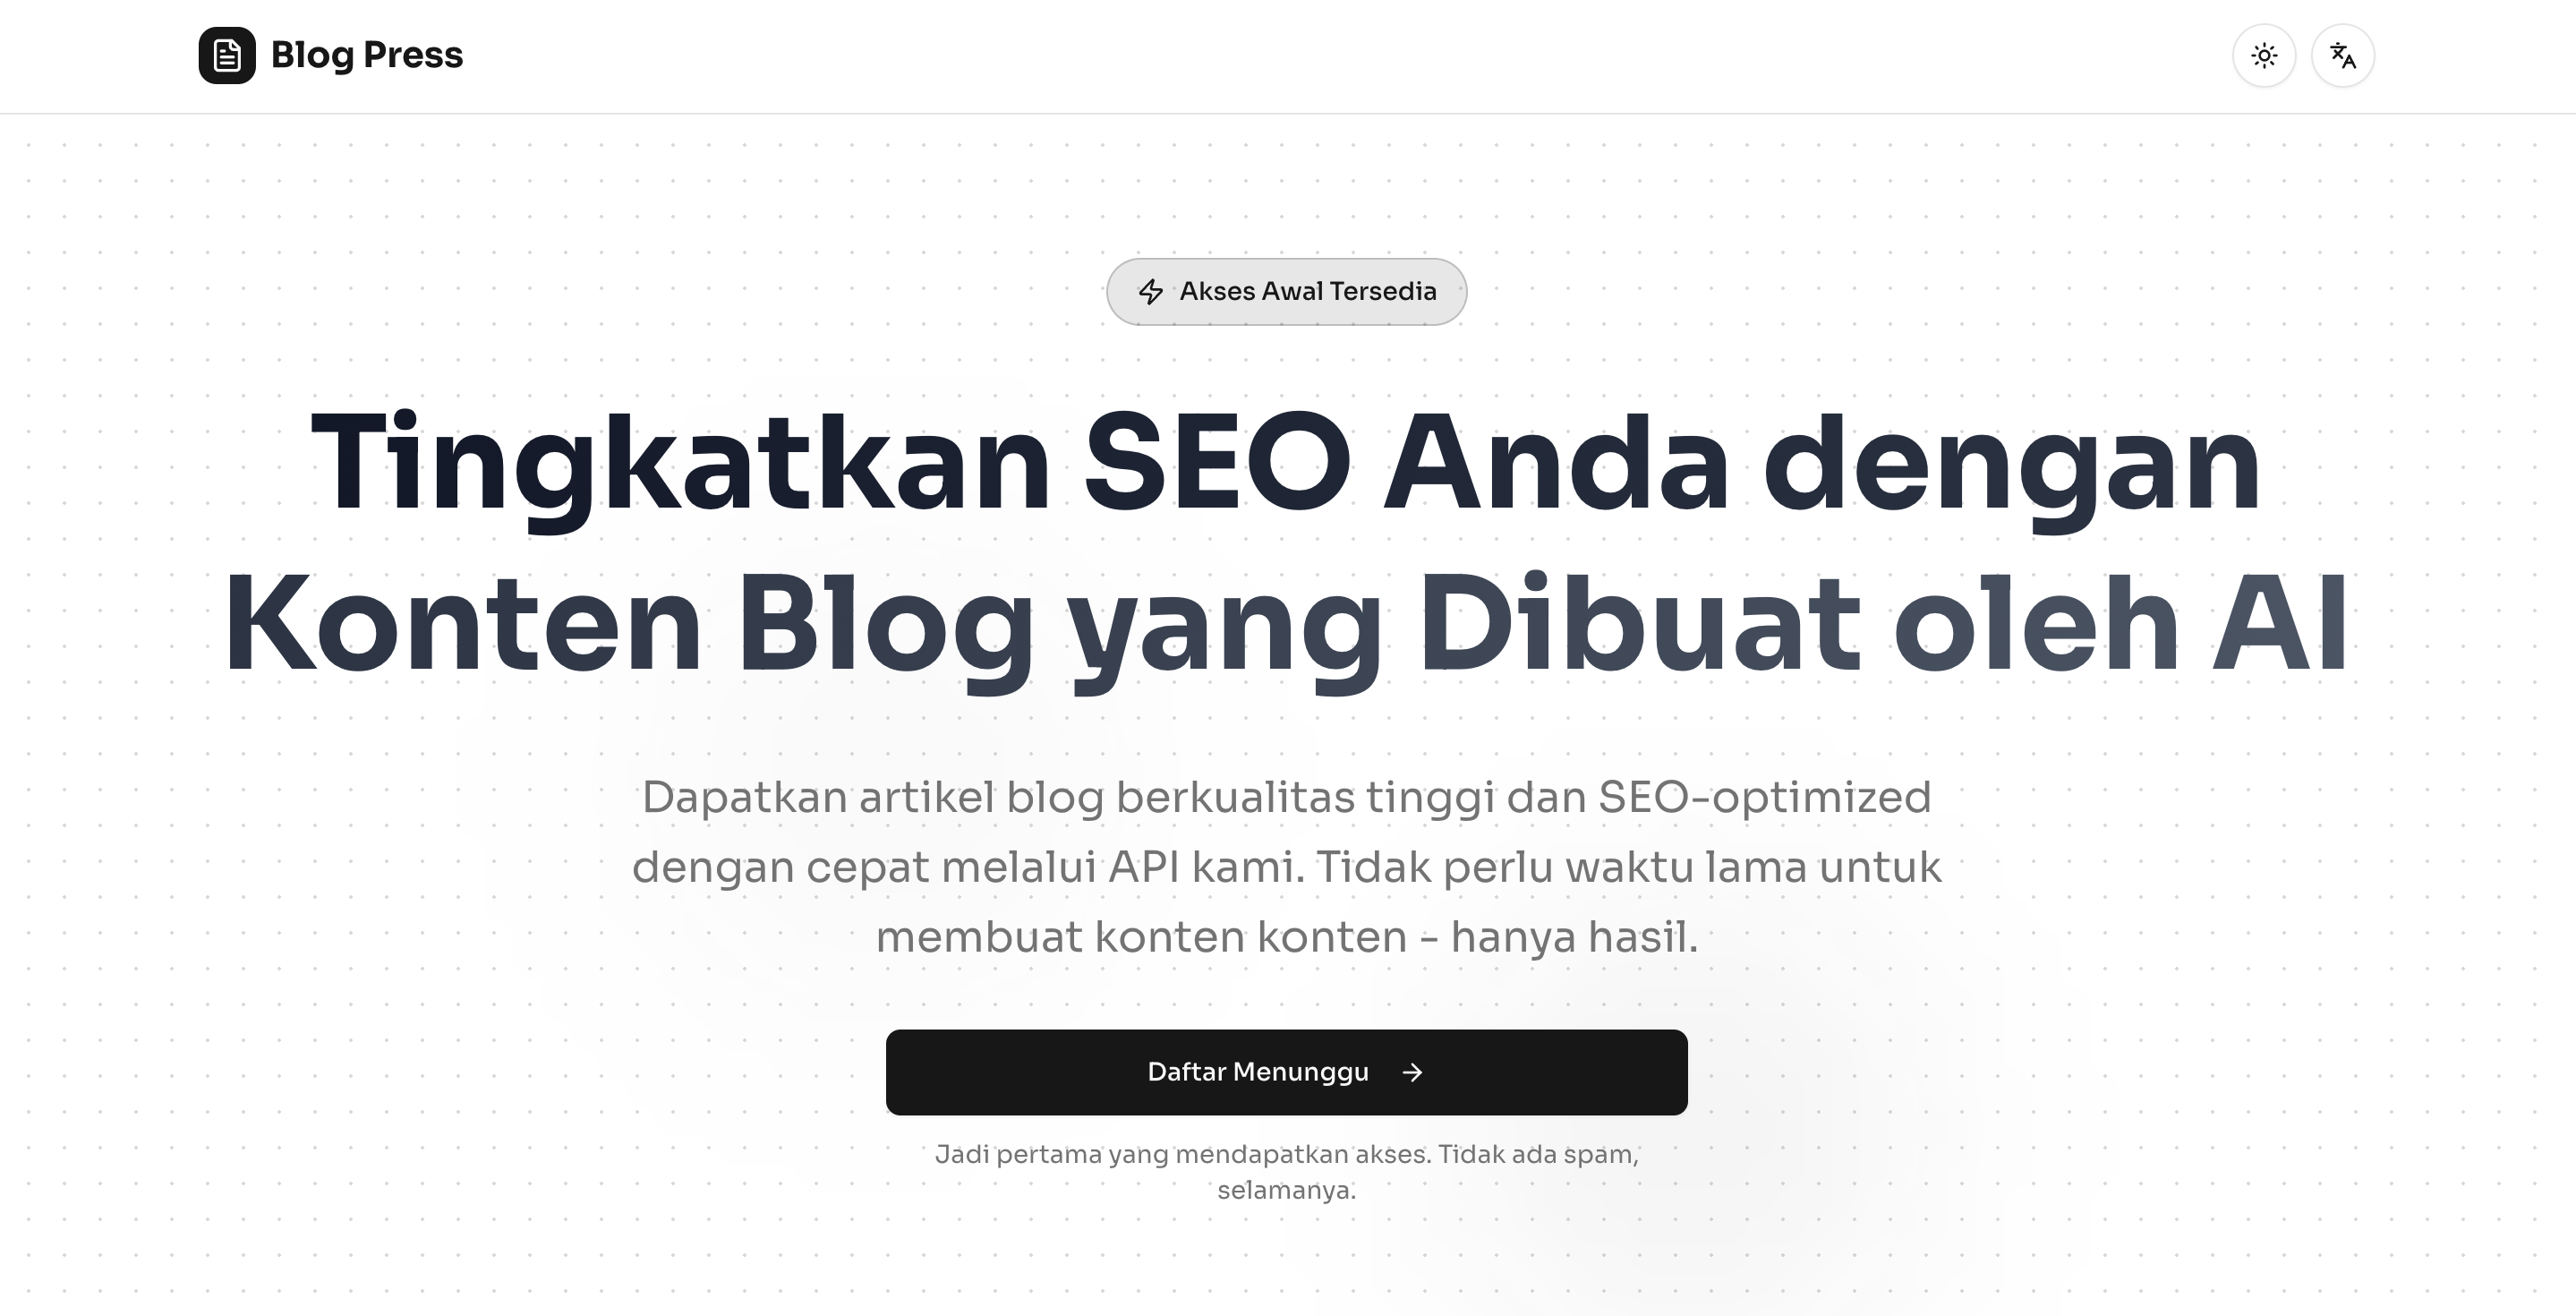 Blog Press
Akses Awal Tersedia
Tingkatkan SEO Anda dengan
Konten Blog yang Dibuat oleh AI
Dapatkan artikel blog berkualitas tinggi dan SEO-optimized
dengan cepat melalui API kami. Tidak perlu waktu lama untuk
membuat konten konten - hanya hasil.
Daftar Menunggu →
Jadi pertama yang mendapatkan akses. Tidak ada spam,
selamanya.